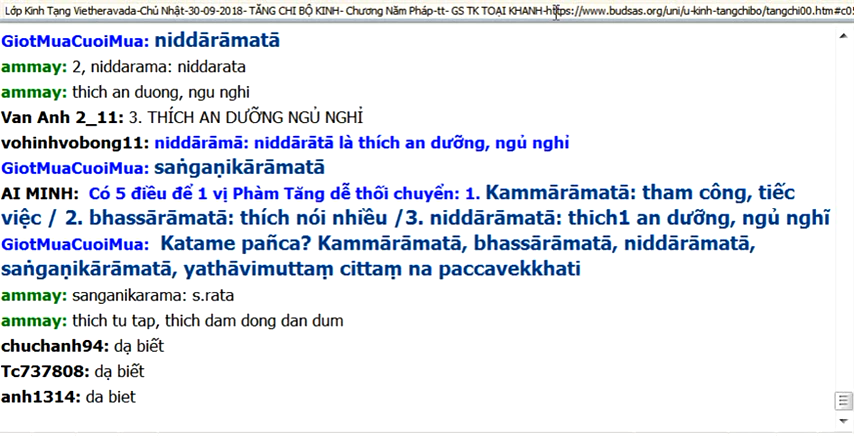 Lớp Kinh Tạng Vietheravada-Chủ Nhật-30-09-2018- TĂNG CHI BỘ KINH- Chương Năm Pháp-tt- GS TK TOẠI KHANH-https://www.budsas.org/uni/u-kinh-tangchibo/tangchi00.htm#c05
GiotMuaCuoiMua: niddārāmatā
ammay: 2, niddarama: niddarata
ammay: thich an duong, ngu nghi
Van Anh 2_11: 3. THÍCH AN DƯỠNG NGỦ NGHỈ
vohinhvobong11: niddārāmā: niddārātā là thích an dưỡng, ngủ nghỉ
GiotMuaCuoiMua: saṅgaṇikārāmatā
AI MINH: Có 5 điều để 1 vị Phàm Tăng dễ thối chuyển: 1. Kammārāmatā: tham công, tiếc
việc / 2. bhassārāmatā: thích nói nhiều /3. niddārāmatā: thich1 an dưỡng, ngủ nghĩ
GiotMuaCuoiMua: Katame pañca? Kammārāmatā, bhassārāmatā, niddārāmatā,
saṅgaṇikārāmatā, yathāvimuttaṃ cittaṃ na paccavekkhati
ammay: sanganikarama: s.rata
ammay: thich tu tap, thich dam dong dan dum
chuchanh94: dạ biết
Tc737808: dạ biết
anh1314: da biet